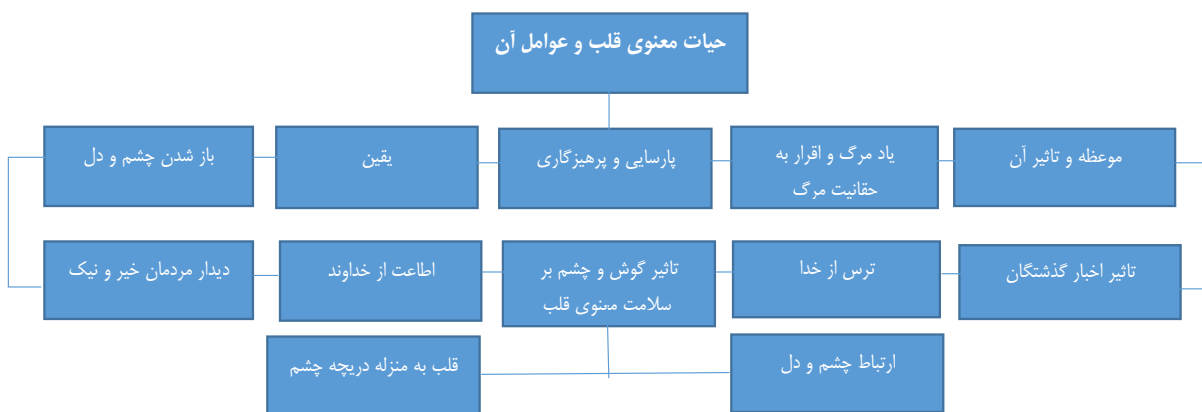 حیات معنوی قلب و عوامل آن
موعظه و تاثیر آن
یاد مرگ و اقرار به
حقانیت مرگ
پارسایی و پرهیزگاری
یقین
باز شدن چشم و دل
تاثیر اخبار گذشتگان
ترس از خدا
تاثیر گوش و چشم بر
سلامت معنوی قلب
اطاعت از خداوند
دیدار مردمان خیر و نیک
ارتباط چشم و دل
قلب به منزله دریچه چشم